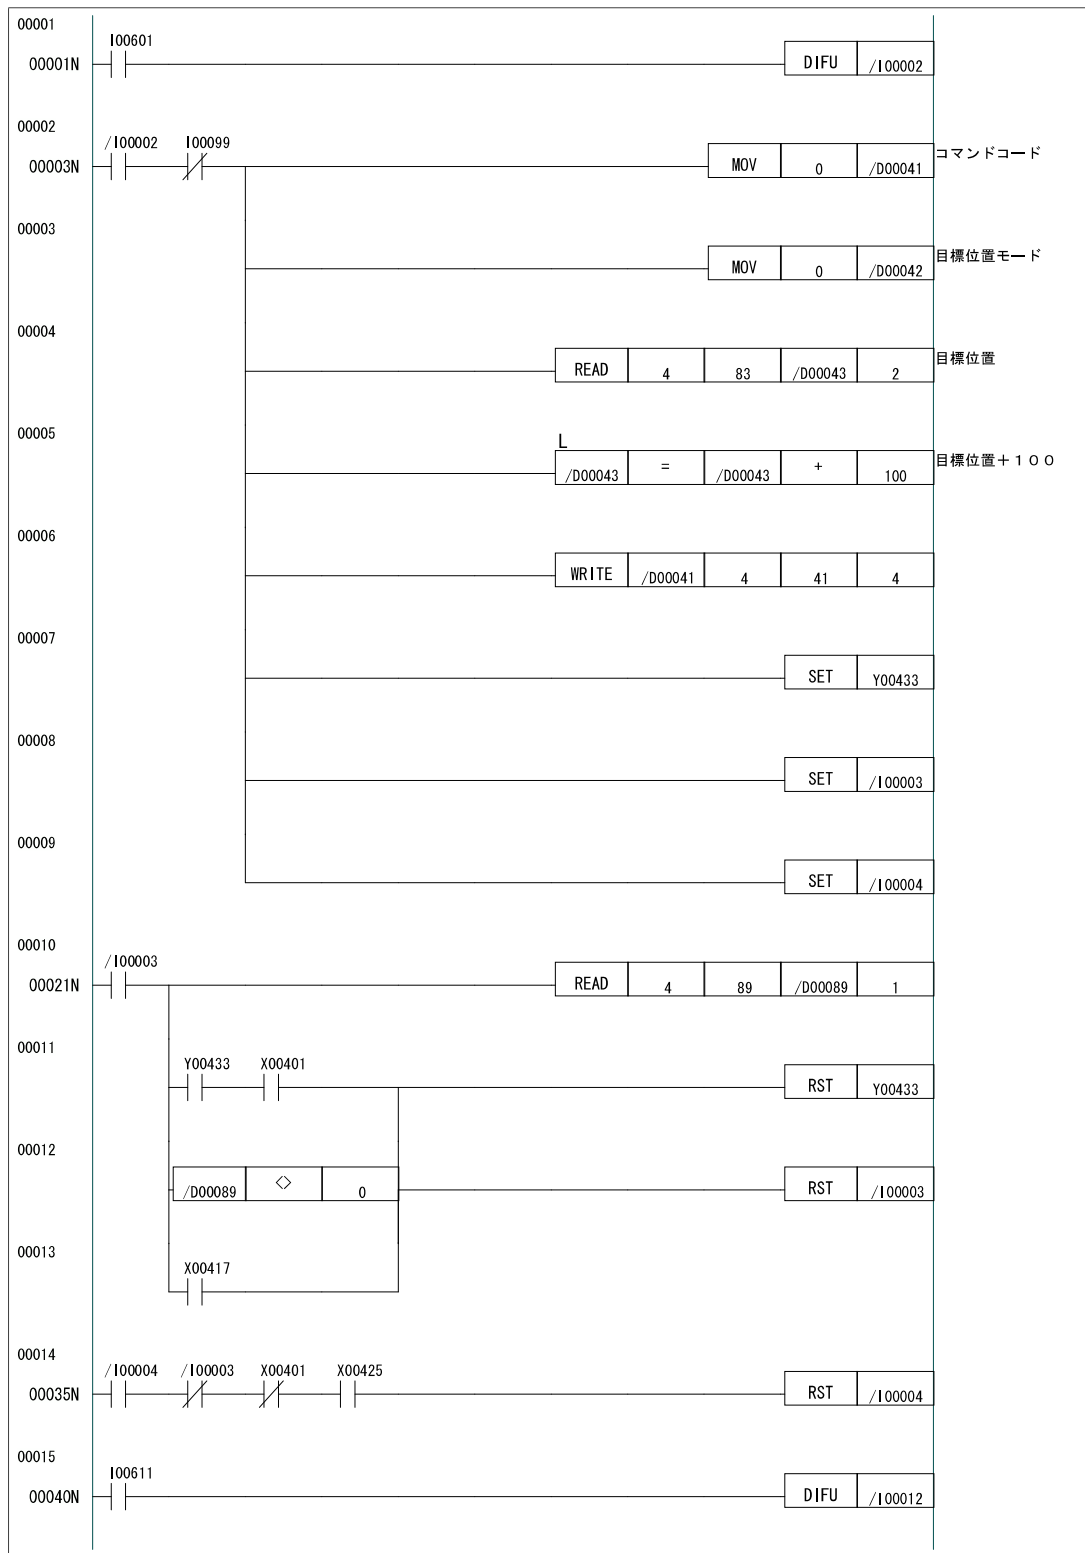 00001
I00601
00001N DIFU /I00002
00002
/I00002 I00099
00003N MOV 0 /D00041 コマンドコード
00003
MOV 0 /D00042 目標位置モード
00004
READ 4 83 /D00043 2 目標位置
00005
L
/D00043 = /D00043 + 100 目標位置＋１００
00006
WRITE /D00041 4 41 4
00007
SET Y00433
00008
SET /I00003
00009
SET /I00004
00010
/I00003
00021N READ 4 89 /D00089 1
00011
Y00433 X00401
RST Y00433
00012
/D00089 <> 0 RST /I00003
00013
X00417
00014
/I00004 /I00003 X00401 X00425
00035N RST /I00004
00015
I00611
00040N DIFU /I00012